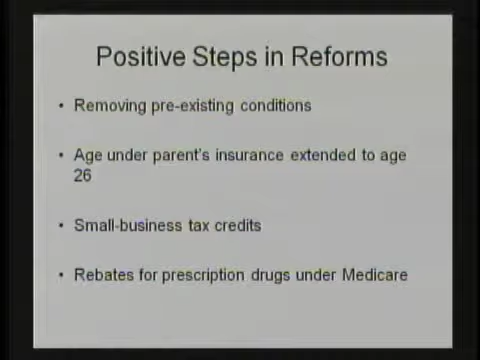 Positive Steps in Reforms
• Removing pre-existing conditions
• Age under parent's insurance extended to age
26
• Small-business tax credits
• Rebates for prescription drugs under Medicare